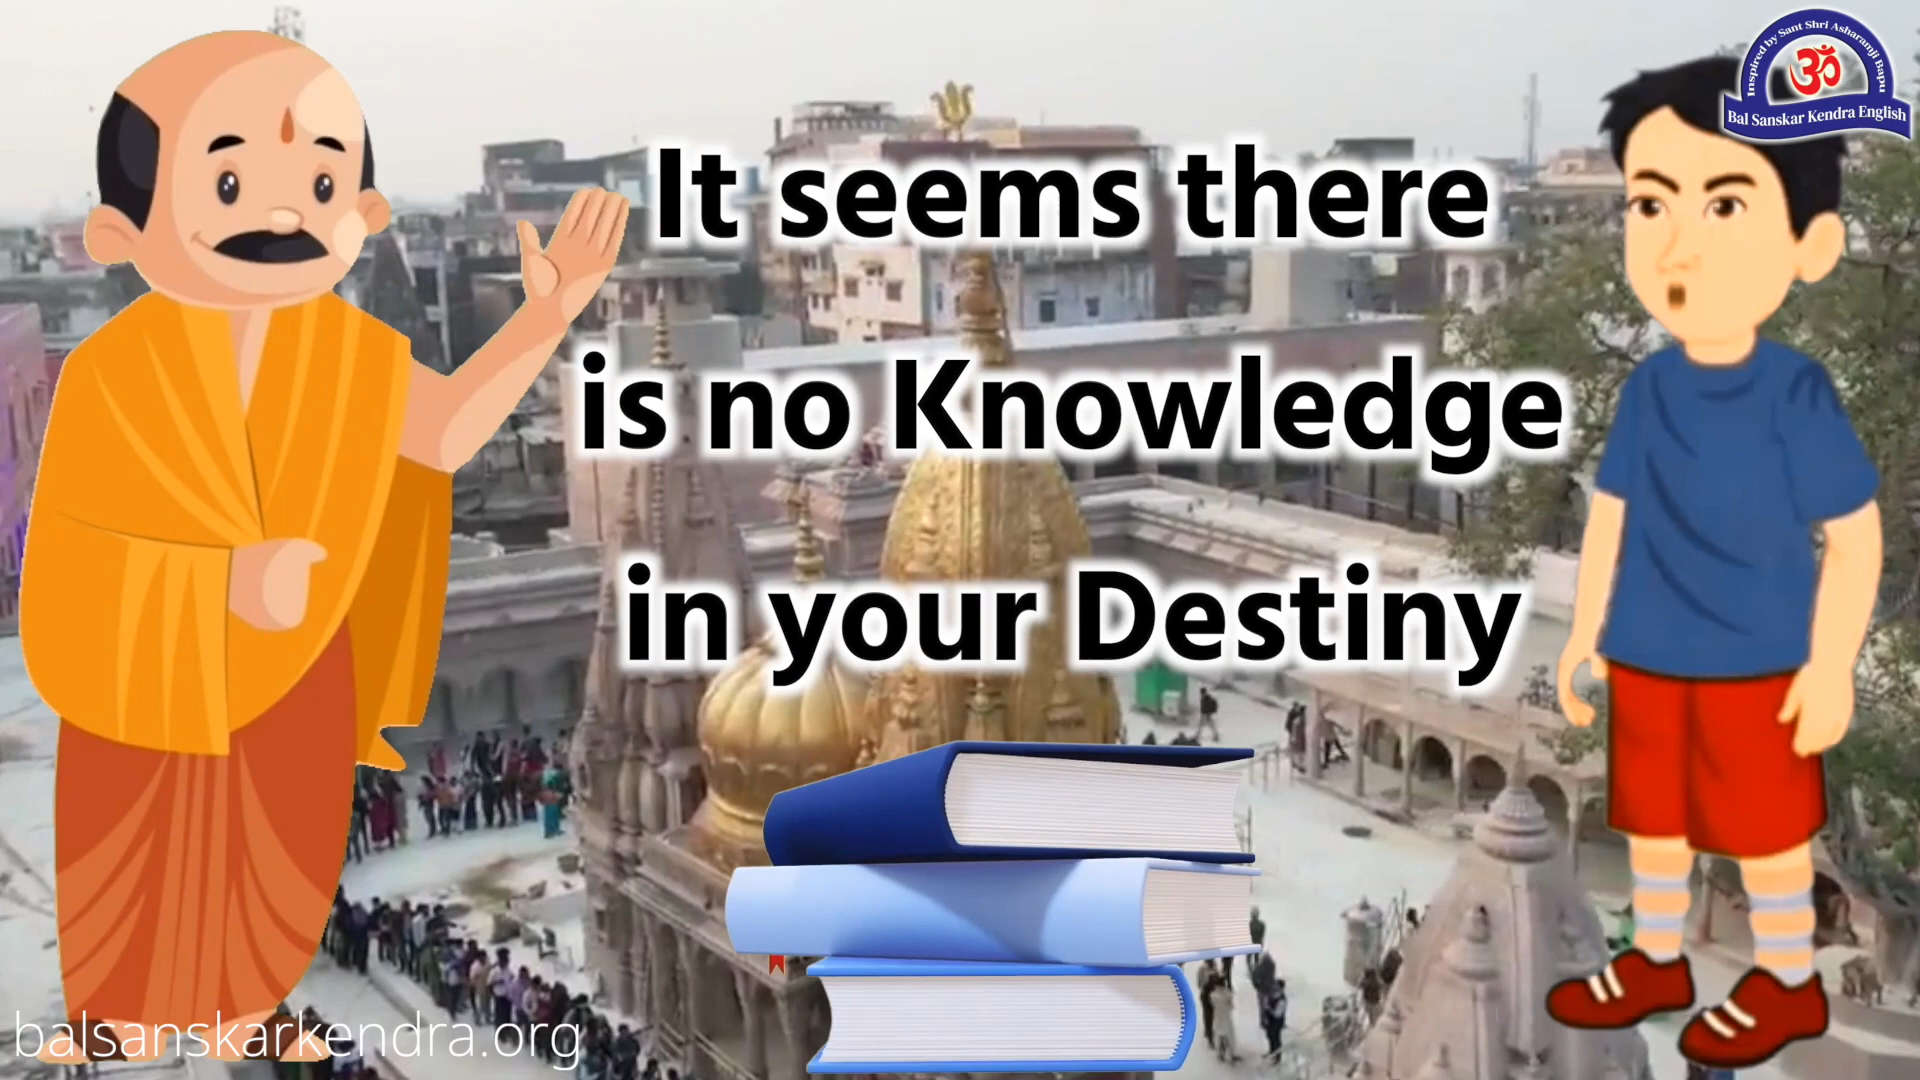 Inspired by Sant Shri Asharamji Bapu
ॐ
Bal Sanskar Kendra English
It seems there
is no Knowledge
in your Destiny
balsanskarkendra.org